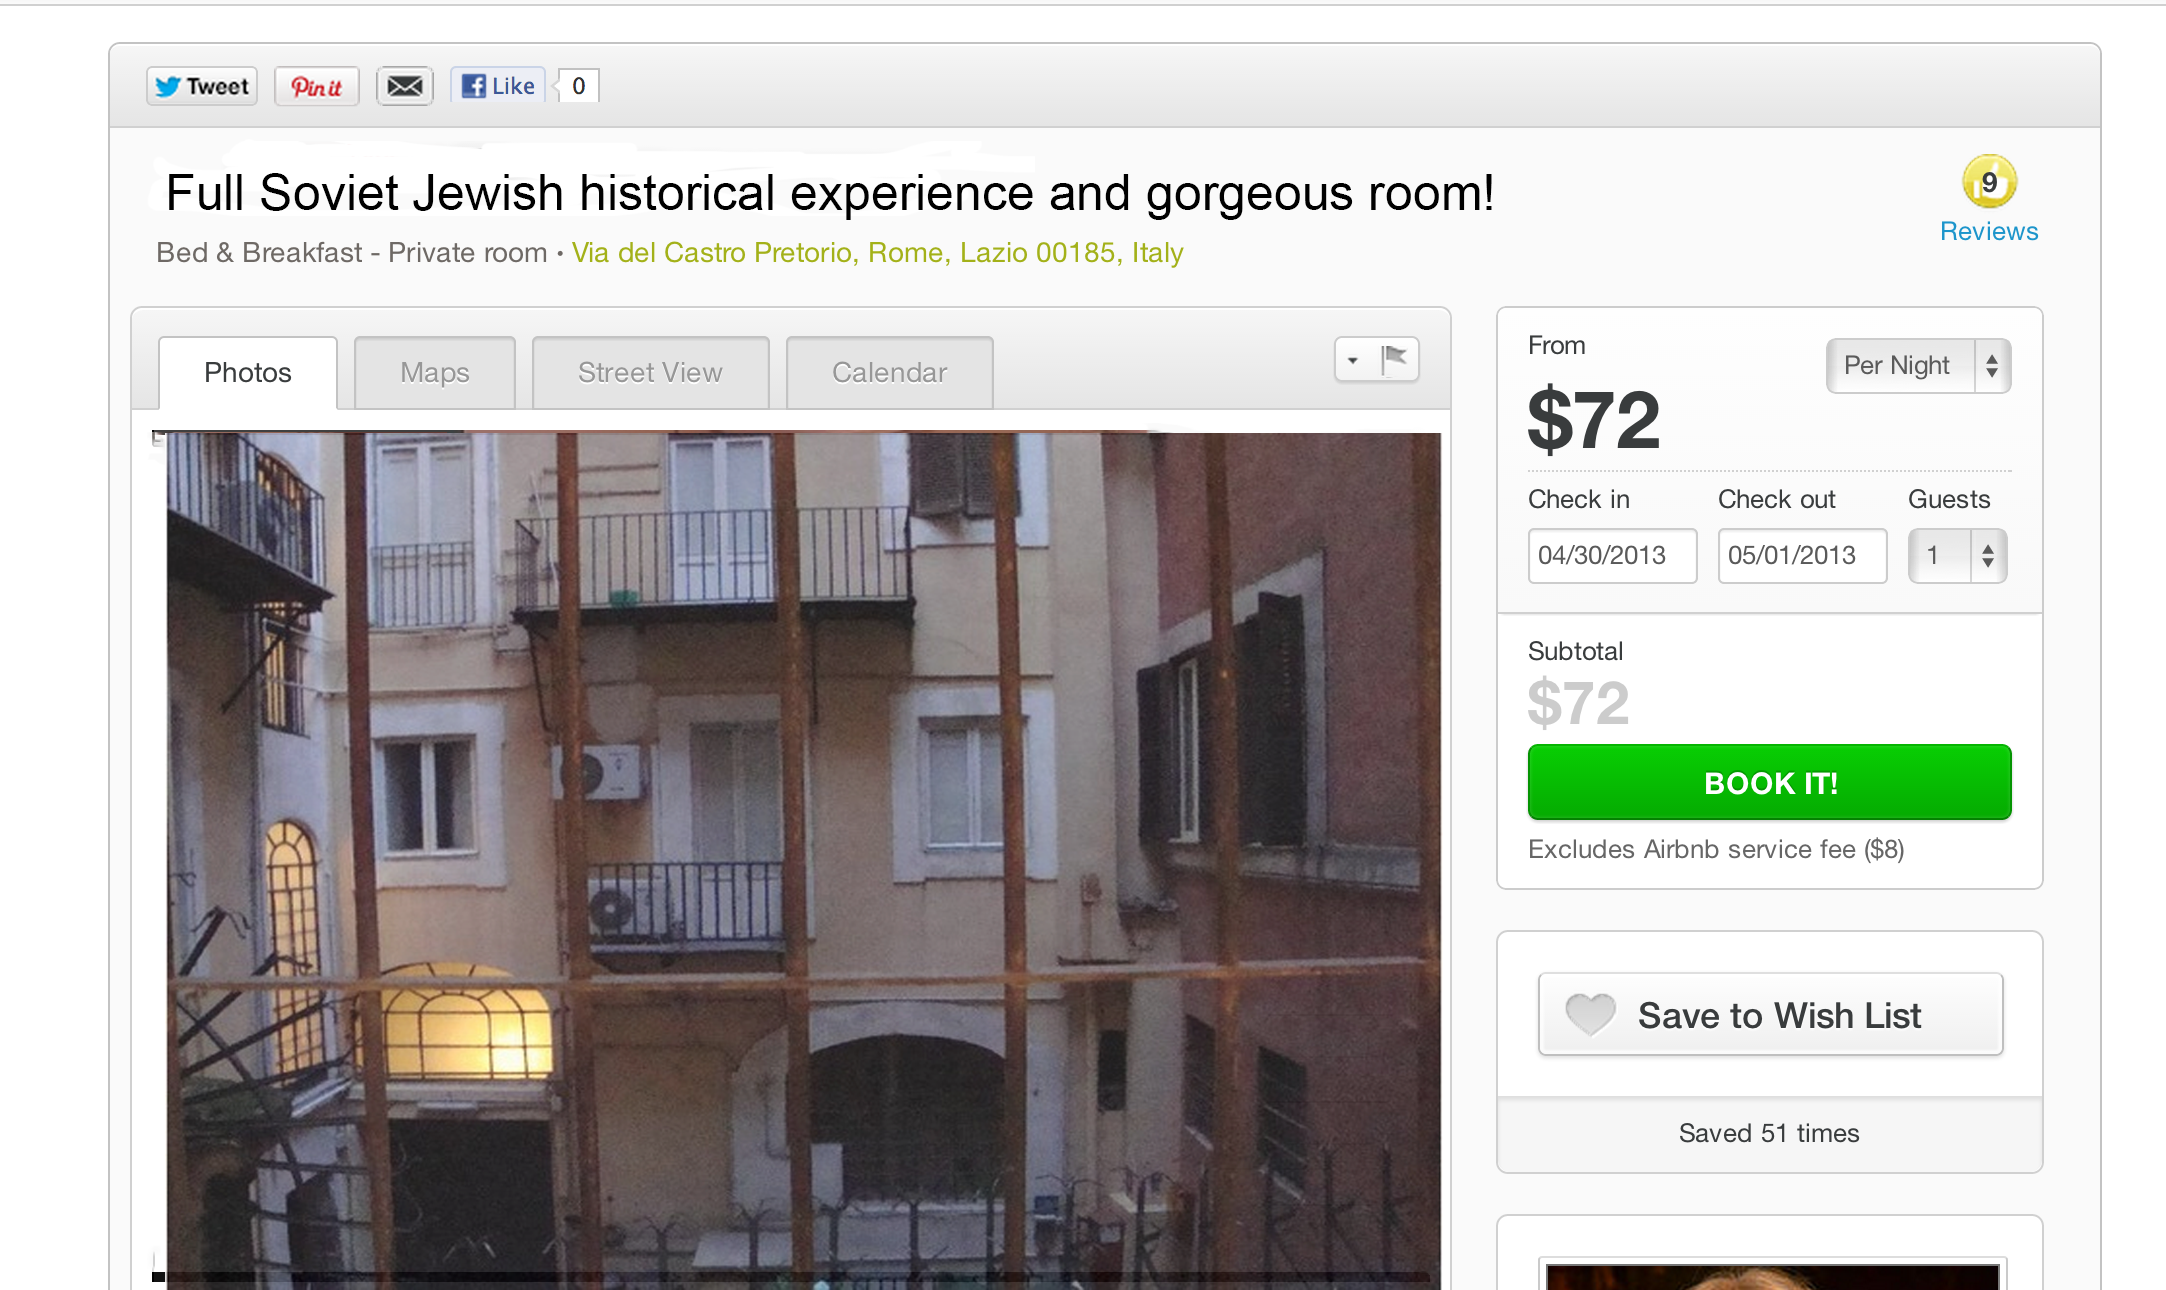 Tweet Pin it Like 0
Full Soviet Jewish historical experience and gorgeous room!
9
Reviews
Bed & Breakfast - Private room · Via del Castro Pretorio, Rome, Lazio 00185, Italy
Photos Maps Street View Calendar
From
Per Night
$72
Check in Check out Guests
04/30/2013 05/01/2013 1
Subtotal
$72
BOOK IT!
Excludes Airbnb service fee ($8)
Save to Wish List
Saved 51 times